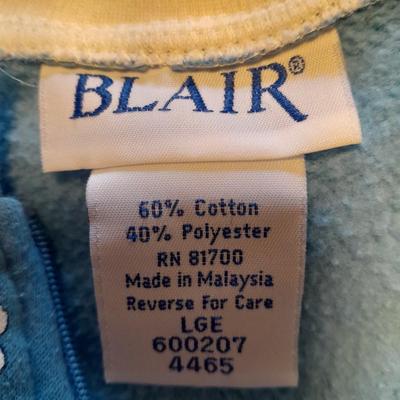 BLAIR®
60% Cotton
40% Polyester
RN 81700
Made in Malaysia
Reverse For Care
LGE
600207
4465